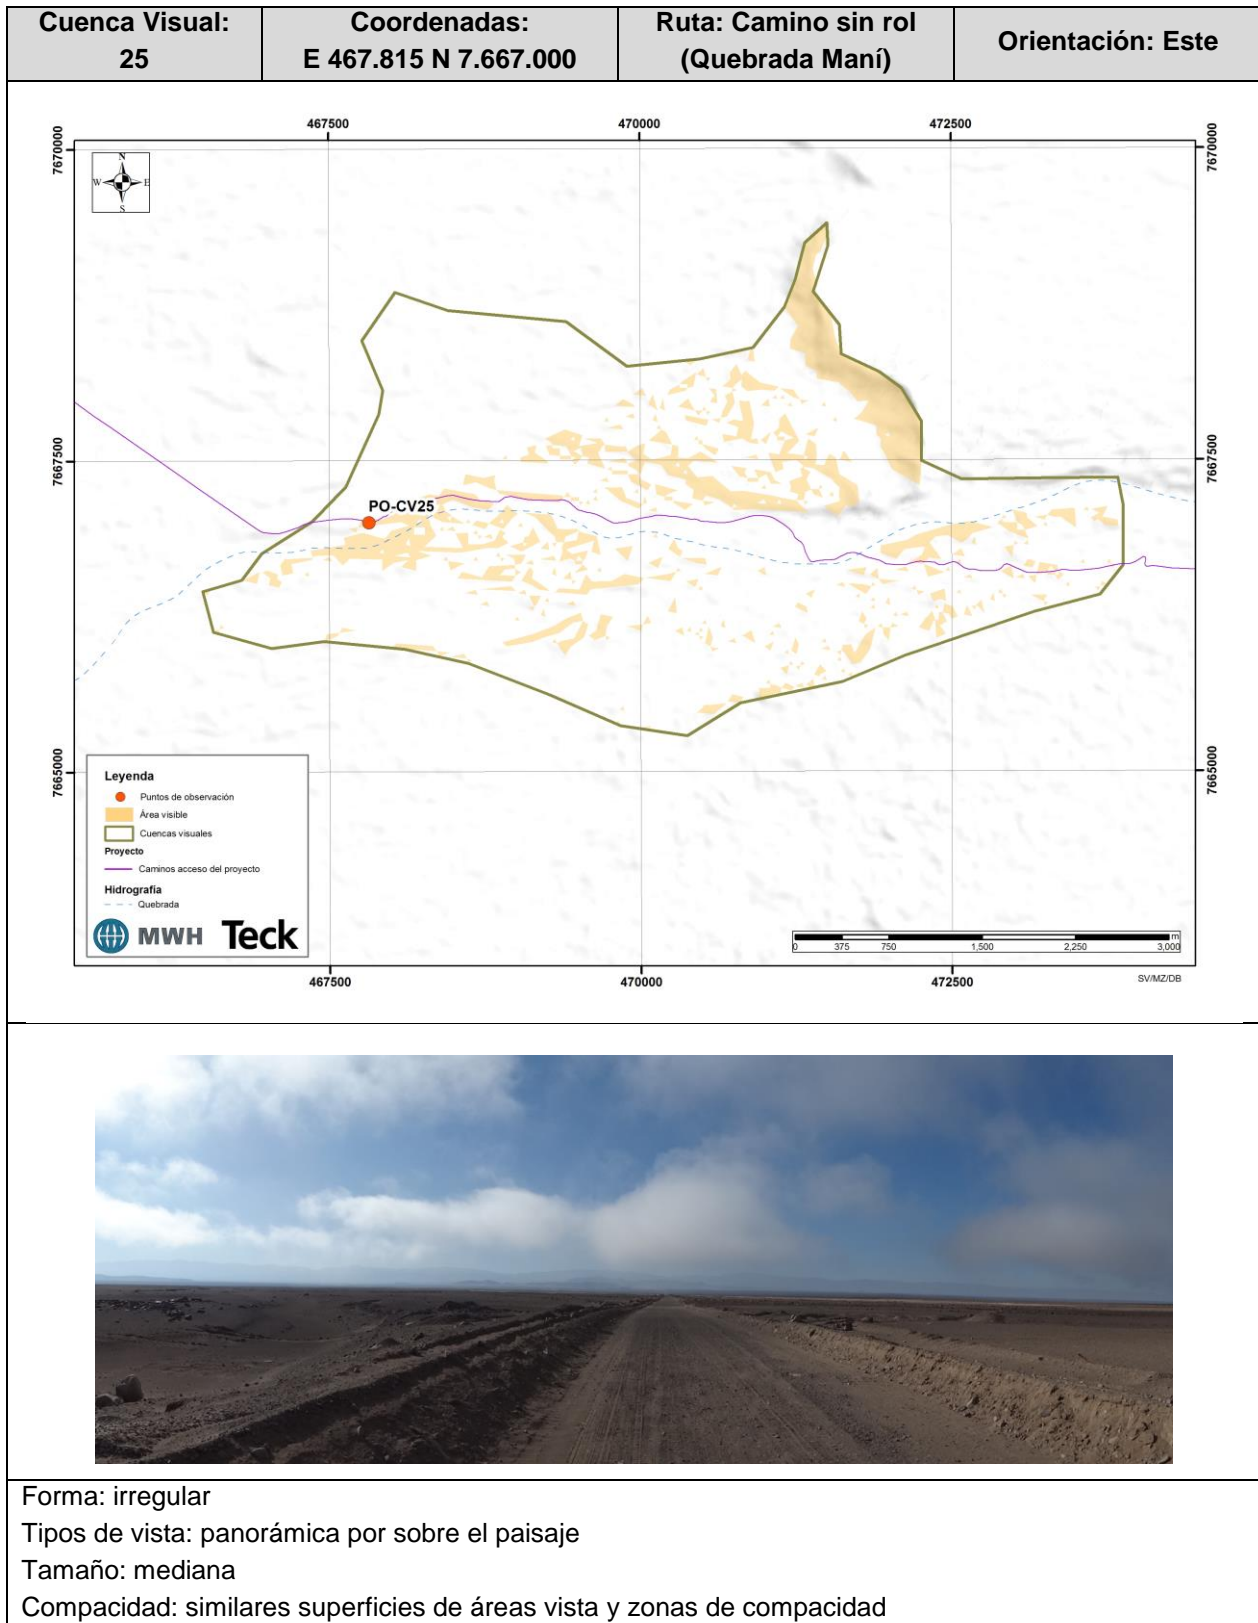 Cuenca Visual:
25
Coordenadas:
E 467.815 N 7.667.000
Ruta: Camino sin rol
(Quebrada Maní)
Orientación: Este
467500
470000
472500
7670000
7670000
N
W
E
S
7667500
7667500
PO-CV25
7665000
7665000
Leyenda
Puntos de observación
Área visible
Cuencas visuales
Proyecto
Caminos acceso del proyecto
Hidrografía
Quebrada
MWH Teck
m
0 375 750 1,500 2,250 3,000
467500
470000
472500
SV/MZ/DB
Forma: irregular
Tipos de vista: panorámica por sobre el paisaje
Tamaño: mediana
Compacidad: similares superficies de áreas vista y zonas de compacidad